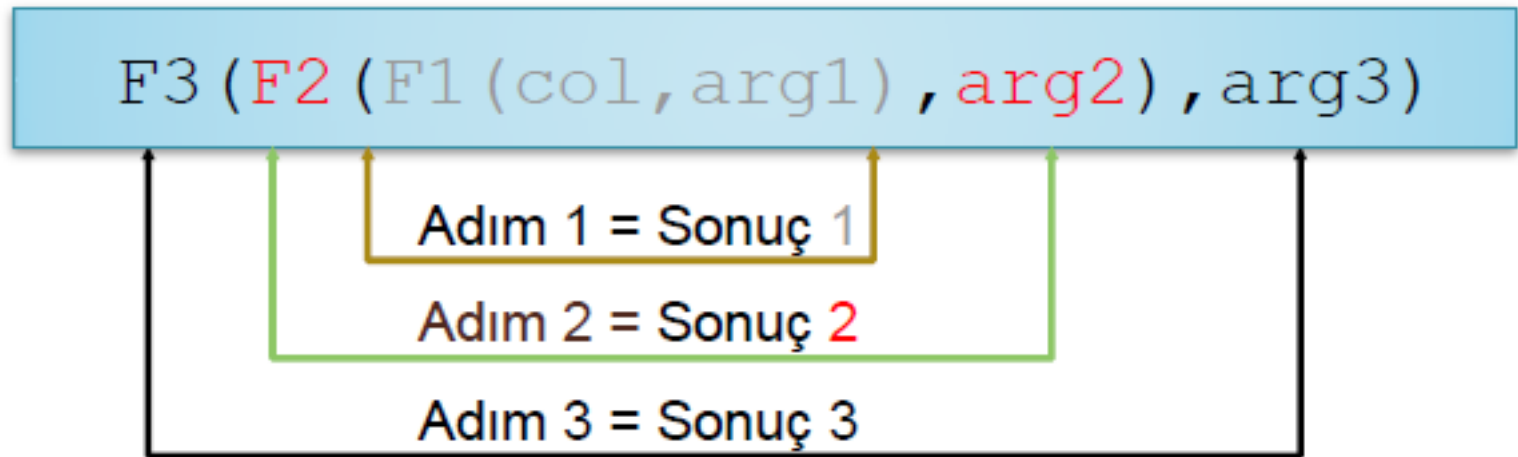 F3(F2(F1(col,arg1),arg2),arg3)
Adım 1 = Sonuç 1
Adım 2 = Sonuç 2
Adım 3 = Sonuç 3